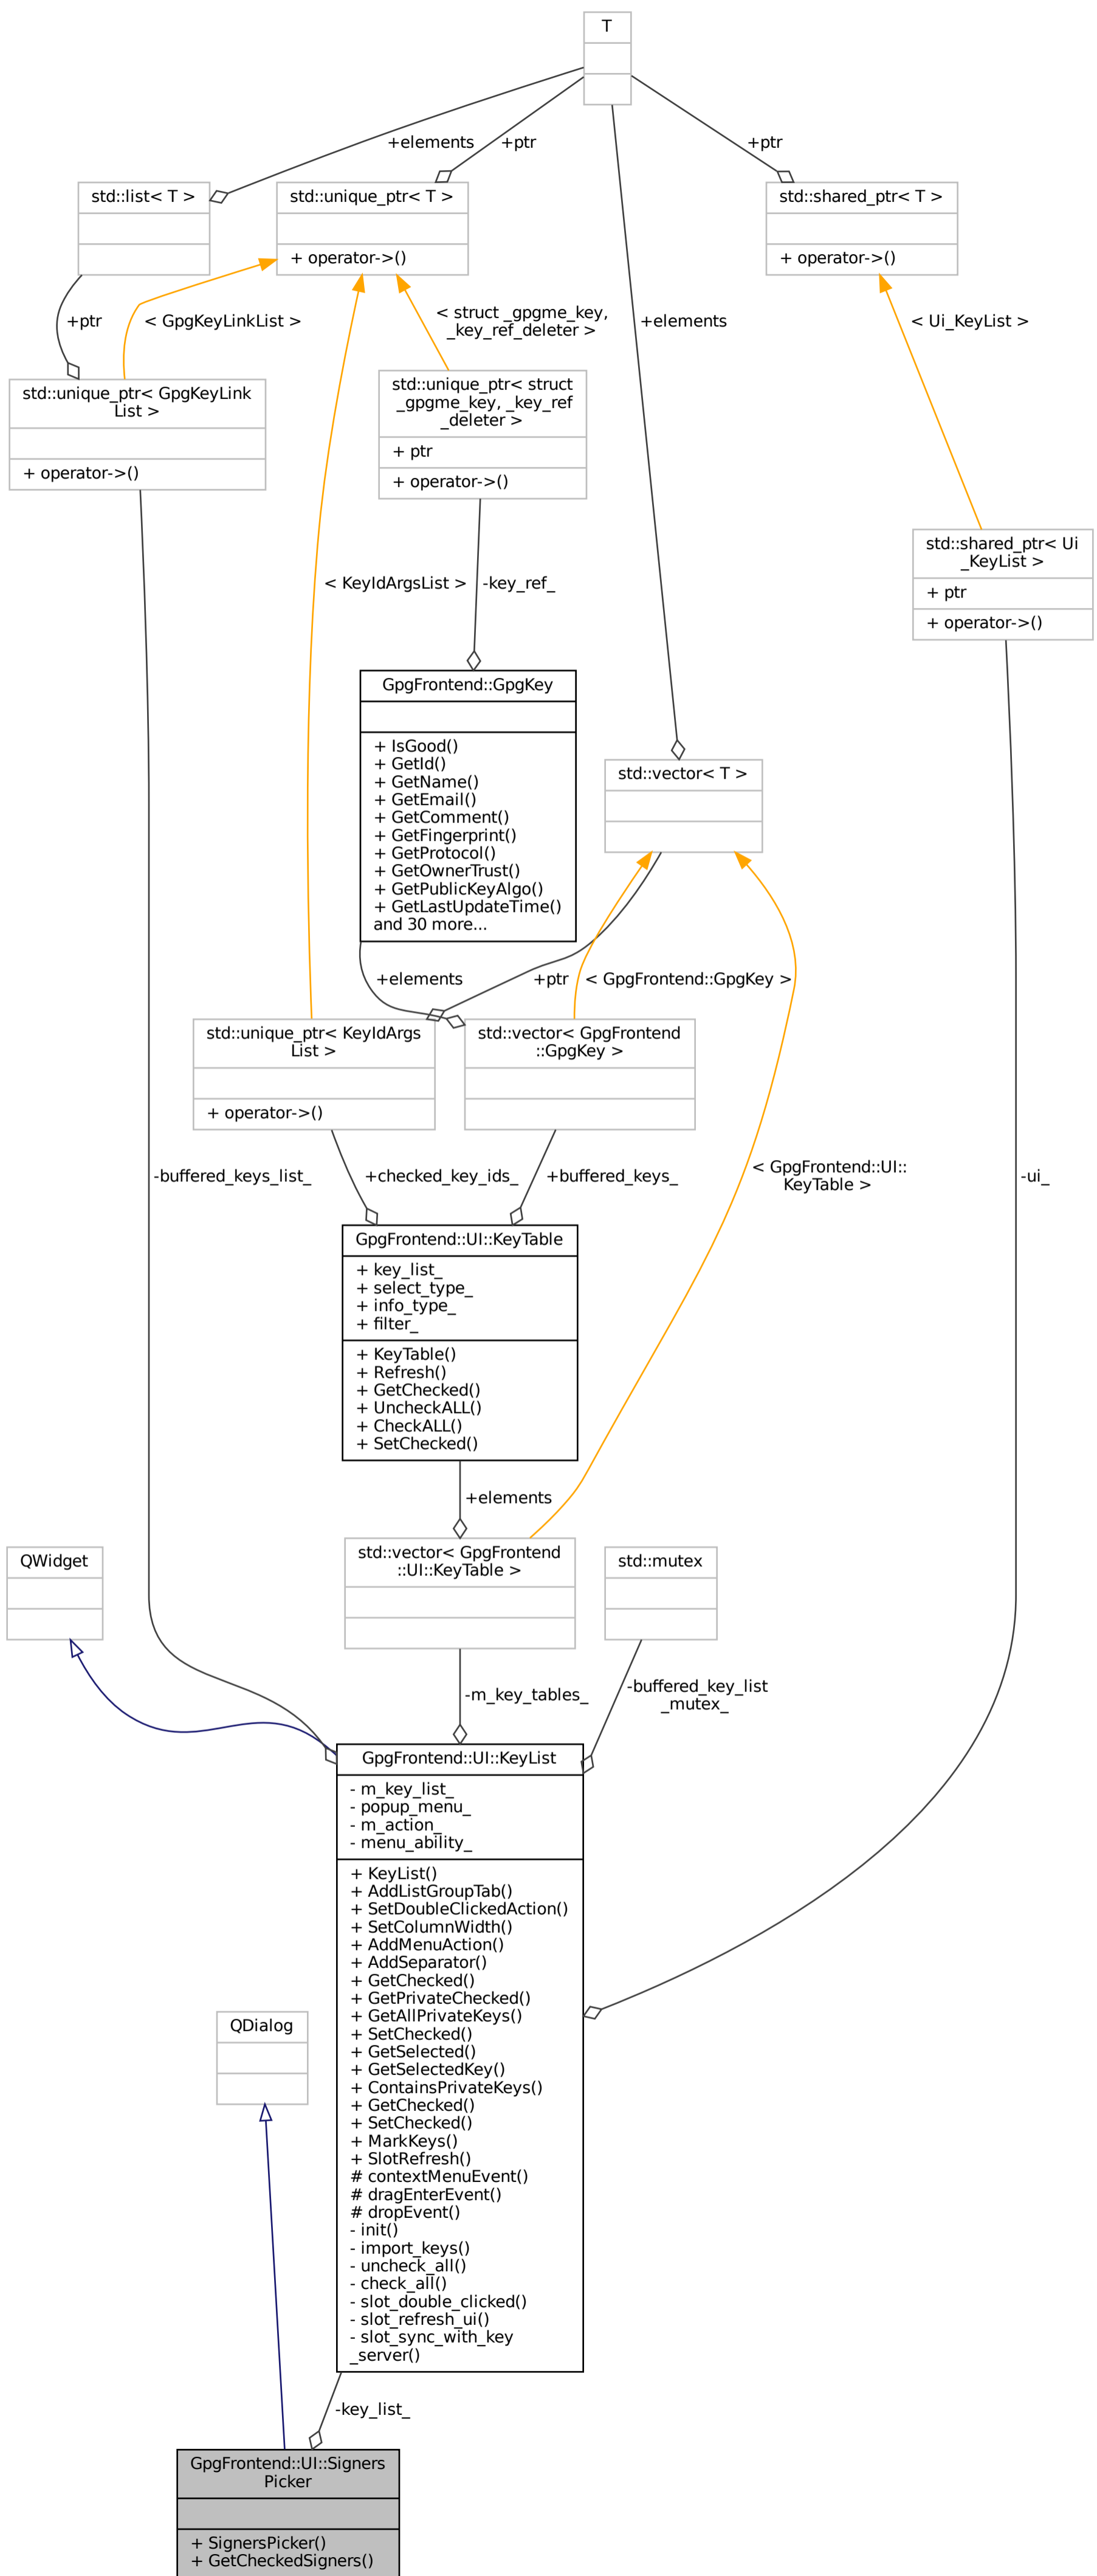 T
+elements
+ptr
+ptr
std::list< T >
std::unique_ptr< T >
+ operator->()
std::shared_ptr< T >
+ operator->()
+ptr
< GpgKeyLinkList >
< struct _gpgme_key,
_key_ref_deleter >
+elements
< Ui_KeyList >
std::unique_ptr< GpgKeyLink
List >
+ operator->()
std::unique_ptr< struct
_gpgme_key, _key_ref
_deleter >
+ ptr
+ operator->()
std::shared_ptr< Ui
_KeyList >
+ ptr
+ operator->()
< KeyIdArgsList >
-key_ref_
GpgFrontend::GpgKey
+ IsGood()
+ GetId()
+ GetName()
+ GetEmail()
+ GetComment()
+ GetFingerprint()
+ GetProtocol()
+ GetOwnerTrust()
+ GetPublicKeyAlgo()
+ GetLastUpdateTime()
and 30 more...
std::vector< T >
+elements
+ptr
< GpgFrontend::GpgKey >
std::unique_ptr< KeyIdArgs
List >
+ operator->()
std::vector< GpgFrontend
::GpgKey >
-buffered_keys_list_
+checked_key_ids_
+buffered_keys_
< GpgFrontend::UI::
KeyTable >
-ui_
GpgFrontend::UI::KeyTable
+ key_list_
+ select_type_
+ info_type_
+ filter_
+ KeyTable()
+ Refresh()
+ GetChecked()
+ UncheckALL()
+ CheckALL()
+ SetChecked()
+elements
QWidget
std::vector< GpgFrontend
::UI::KeyTable >
std::mutex
-m_key_tables_
-buffered_key_list
_mutex_
GpgFrontend::UI::KeyList
- m_key_list_
- popup_menu_
- m_action_
- menu_ability_
+ KeyList()
+ AddListGroupTab()
+ SetDoubleClickedAction()
+ SetColumnWidth()
+ AddMenuAction()
+ AddSeparator()
+ GetChecked()
+ GetPrivateChecked()
+ GetAllPrivateKeys()
+ SetChecked()
+ GetSelected()
+ GetSelectedKey()
+ ContainsPrivateKeys()
+ GetChecked()
+ SetChecked()
+ MarkKeys()
+ SlotRefresh()
# contextMenuEvent()
# dragEnterEvent()
# dropEvent()
- init()
- import_keys()
- uncheck_all()
- check_all()
- slot_double_clicked()
- slot_refresh_ui()
- slot_sync_with_key
_server()
QDialog
-key_list_
GpgFrontend::UI::Signers
Picker
+ SignersPicker()
+ GetCheckedSigners()